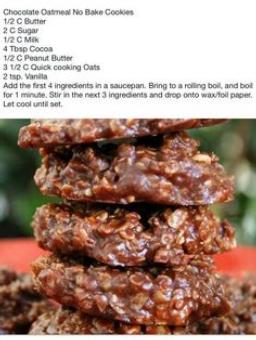 Chocolate Oatmeal No Bake Cookies
1/2 C Butter
2 C Sugar
1/2 C Milk
4 Tbsp Cocoa
1/2 C Peanut Butter
3 1/2 C Quick cooking Oats
2 tsp. Vanilla
Add the first 4 ingredients in a saucepan. Bring to a rolling boil, and boil
for 1 minute. Stir in the next 3 ingredients and drop onto wax/foil paper.
Let cool until set.